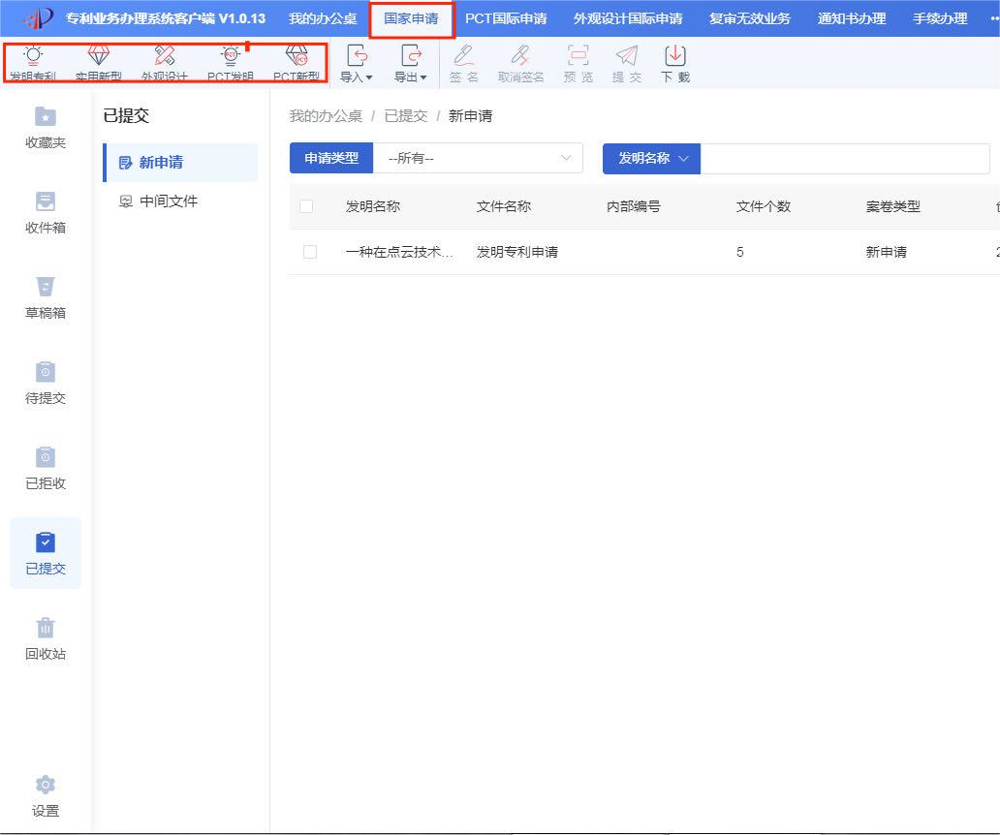 专利业务办理系统客户端 V1.0.13 我的办公桌 国家申请 PCT国际申请 外观设计国际申请 复审无效业务 通知书办理 手续办理
发明专利 实用新型 外观设计 PCT发明 PCT新型 导入 导出 签 名 取消签名 预 览 提 交 下 载
收藏夹
收件箱
草稿箱
待提交
已拒收
已提交
回收站
设置
已提交
新申请
中间文件
我的办公桌 / 已提交 / 新申请
申请类型 --所有-- 发明名称
发明名称 文件名称 内部编号 文件个数 案卷类型
一种在点云技术... 发明专利申请 5 新申请